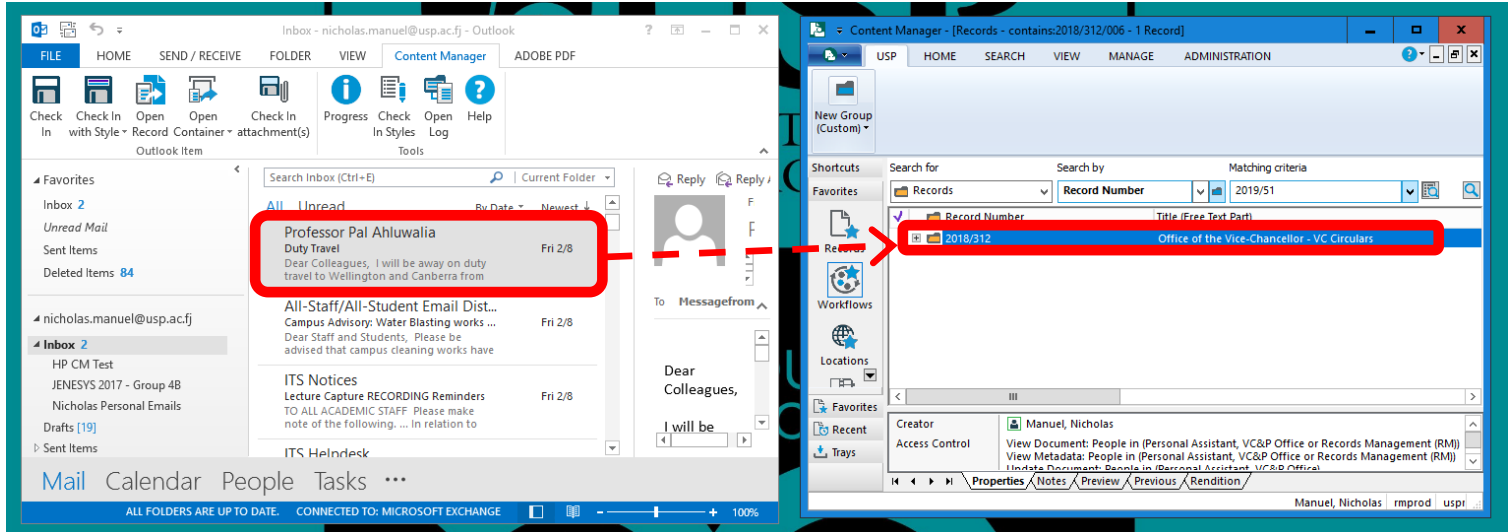 Inbox - nicholas.manuel@usp.ac.fj - Outlook
FILE HOME SEND / RECEIVE FOLDER VIEW Content Manager ADOBE PDF
Check In
Check In with Style
Open Record
Open Container
Check In attachment(s)
Progress
Check In Styles
Open Log
Help
Outlook Item
Tools
Favorites
Inbox 2
Unread Mail
Sent Items
Deleted Items 84
nicholas.manuel@usp.ac.fj
Inbox 2
HP CM Test
JENESYS 2017 - Group 4B
Nicholas Personal Emails
Drafts [19]
Sent Items
Search Inbox (Ctrl+E) Current Folder
All Unread By Date Newest ↓
Professor Pal Ahluwalia
Duty Travel Fri 2/8
Dear Colleagues, I will be away on duty
travel to Wellington and Canberra from
All-Staff/All-Student Email Dist...
Campus Advisory: Water Blasting works ... Fri 2/8
Dear Staff and Students, Please be
advised that campus cleaning works have
ITS Notices
Lecture Capture RECORDING Reminders Fri 2/8
TO ALL ACADEMIC STAFF Please make
note of the following. ... In relation to
ITS Helpdesk
Reply Reply
To Messagefrom
Dear
Colleagues,
I will be
Mail Calendar People Tasks ...
ALL FOLDERS ARE UP TO DATE. CONNECTED TO: MICROSOFT EXCHANGE 100%
Content Manager - [Records - contains:2018/312/006 - 1 Record]
USP HOME SEARCH VIEW MANAGE ADMINISTRATION
New Group
(Custom)
Shortcuts
Favorites
Records
Workflows
Locations
Favorites
Recent
Trays
Search for Search by Matching criteria
Records Record Number 2019/51
Record Number Title (Free Text Part)
2018/312 Office of the Vice-Chancellor - VC Circulars
Creator Manuel, Nicholas
Access Control View Document: People in (Personal Assistant, VC&P Office or Records Management (RM))
View Metadata: People in (Personal Assistant, VC&P Office or Records Management (RM))
Update Document: People in (Personal Assistant, VC&P Office)
Properties Notes Preview Previous Rendition
Manuel, Nicholas rmprod uspr